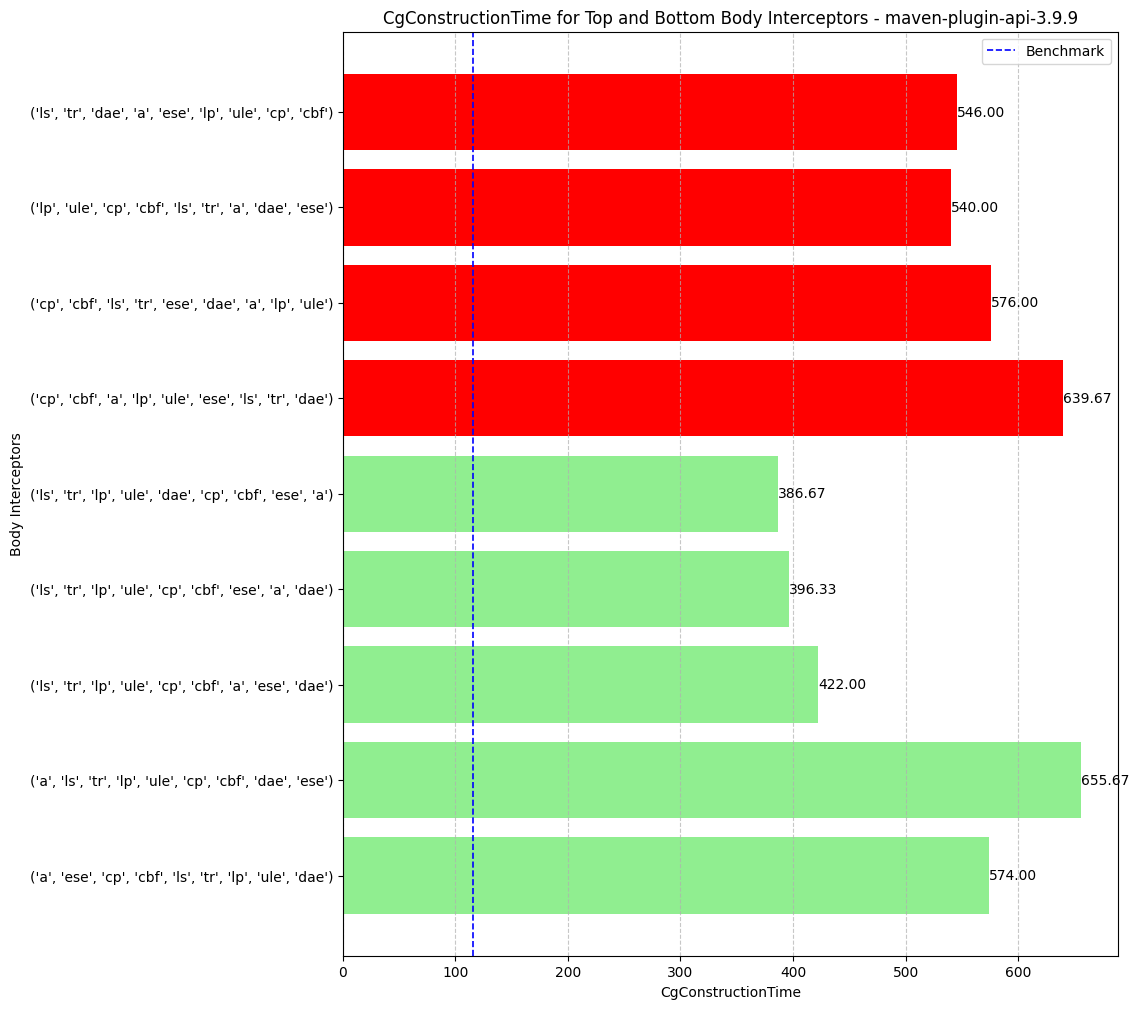 CgConstructionTime for Top and Bottom Body Interceptors - maven-plugin-api-3.9.9
Benchmark
('ls', 'tr', 'dae', 'a', 'ese', 'lp', 'ule', 'cp', 'cbf') 546.00
('lp', 'ule', 'cp', 'cbf', 'ls', 'tr', 'a', 'dae', 'ese') 540.00
('cp', 'cbf', 'ls', 'tr', 'ese', 'dae', 'a', 'lp', 'ule') 576.00
('cp', 'cbf', 'a', 'lp', 'ule', 'ese', 'ls', 'tr', 'dae') 639.67
('ls', 'tr', 'lp', 'ule', 'dae', 'cp', 'cbf', 'ese', 'a') 386.67
('ls', 'tr', 'lp', 'ule', 'cp', 'cbf', 'ese', 'a', 'dae') 396.33
('ls', 'tr', 'lp', 'ule', 'cp', 'cbf', 'a', 'ese', 'dae') 422.00
('a', 'ls', 'tr', 'lp', 'ule', 'cp', 'cbf', 'dae', 'ese') 655.67
('a', 'ese', 'cp', 'cbf', 'ls', 'tr', 'lp', 'ule', 'dae') 574.00
Body Interceptors
0 100 200 300 400 500 600
CgConstructionTime